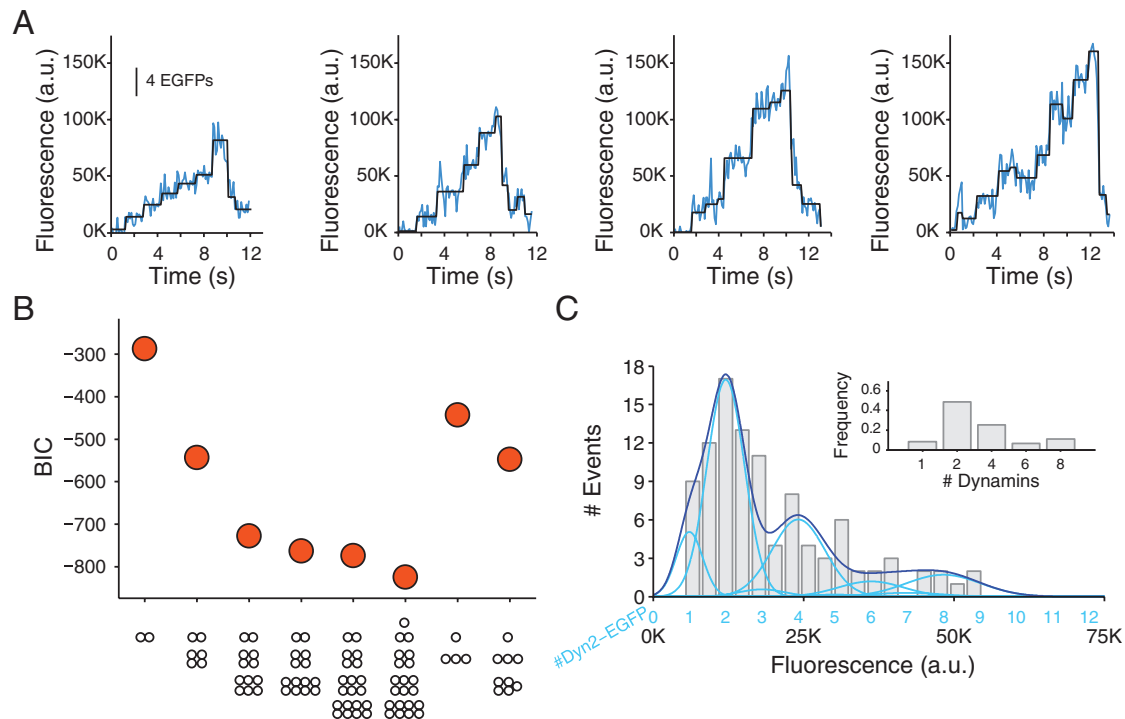 A
Fluorescence (a.u.)
150K
100K
50K
0K
4 EGFPs
0 4 8 12
Time (s)
Fluorescence (a.u.)
150K
100K
50K
0K
0 4 8 12
Time (s)
Fluorescence (a.u.)
150K
100K
50K
0K
0 4 8 12
Time (s)
Fluorescence (a.u.)
150K
100K
50K
0K
0 4 8 12
Time (s)
B
BIC
−300
−400
−500
−600
−700
−800
C
# Events
18
15
12
9
6
3
0
Frequency
0.6
0.4
0.2
0
1 2 4 6 8
# Dynamins
#Dyn2−EGFP
0 1 2 3 4 5 6 7 8 9 10 11 12
0K 25K 50K 75K
Fluorescence (a.u.)